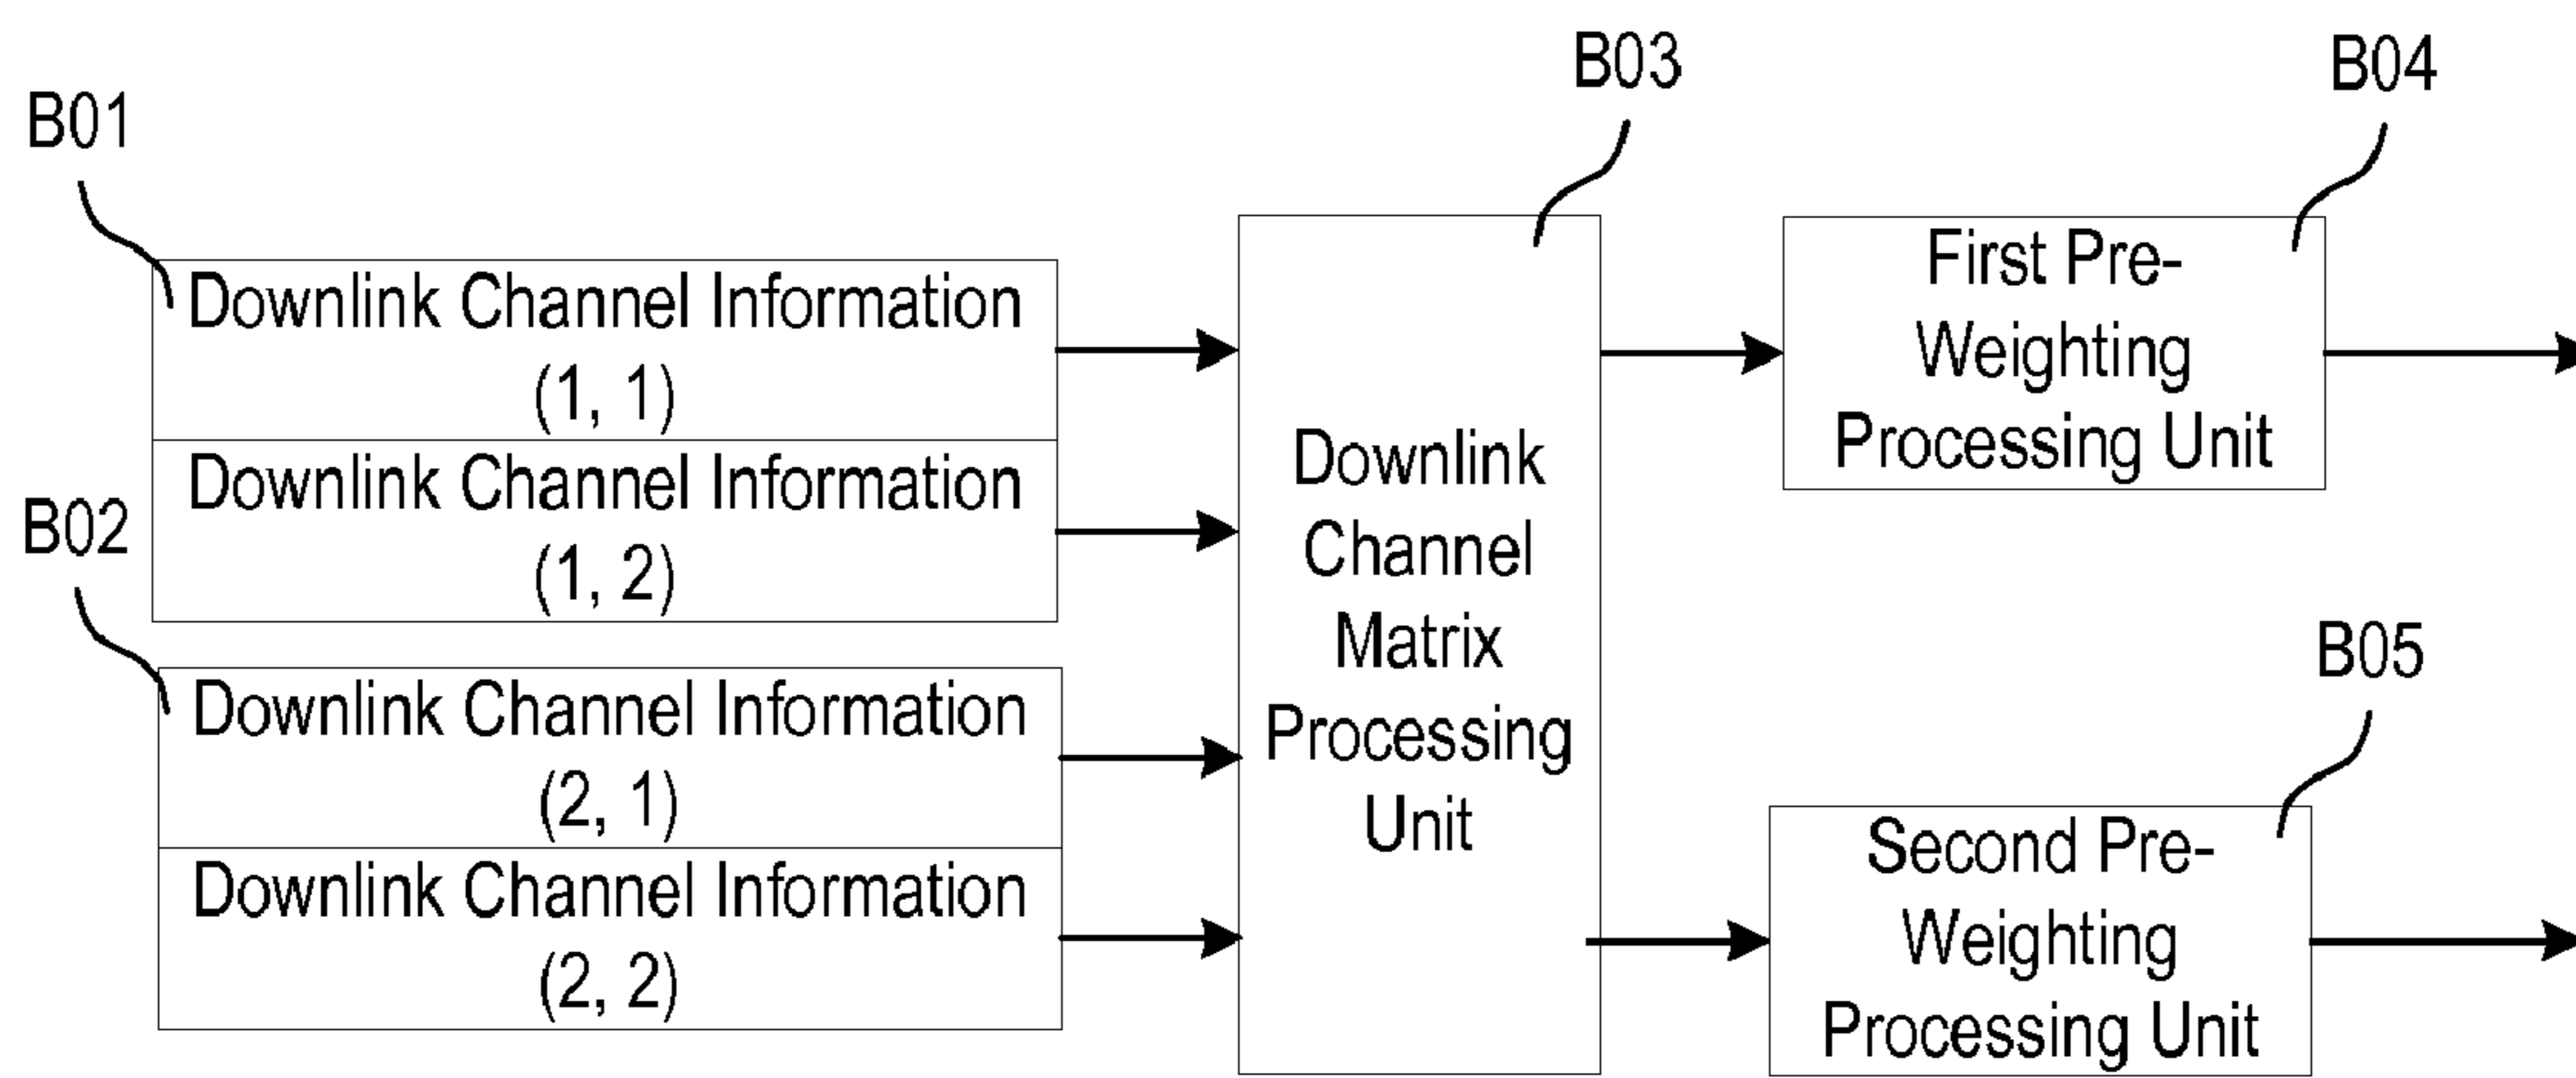 B03
B04
B01
Downlink Channel Information
(1, 1)
Downlink Channel Information
(1, 2)
B02
Downlink Channel Information
(2, 1)
Downlink Channel Information
(2, 2)
Downlink
Channel
Matrix
Processing
Unit
First Pre-
Weighting
Processing Unit
B05
Second Pre-
Weighting
Processing Unit